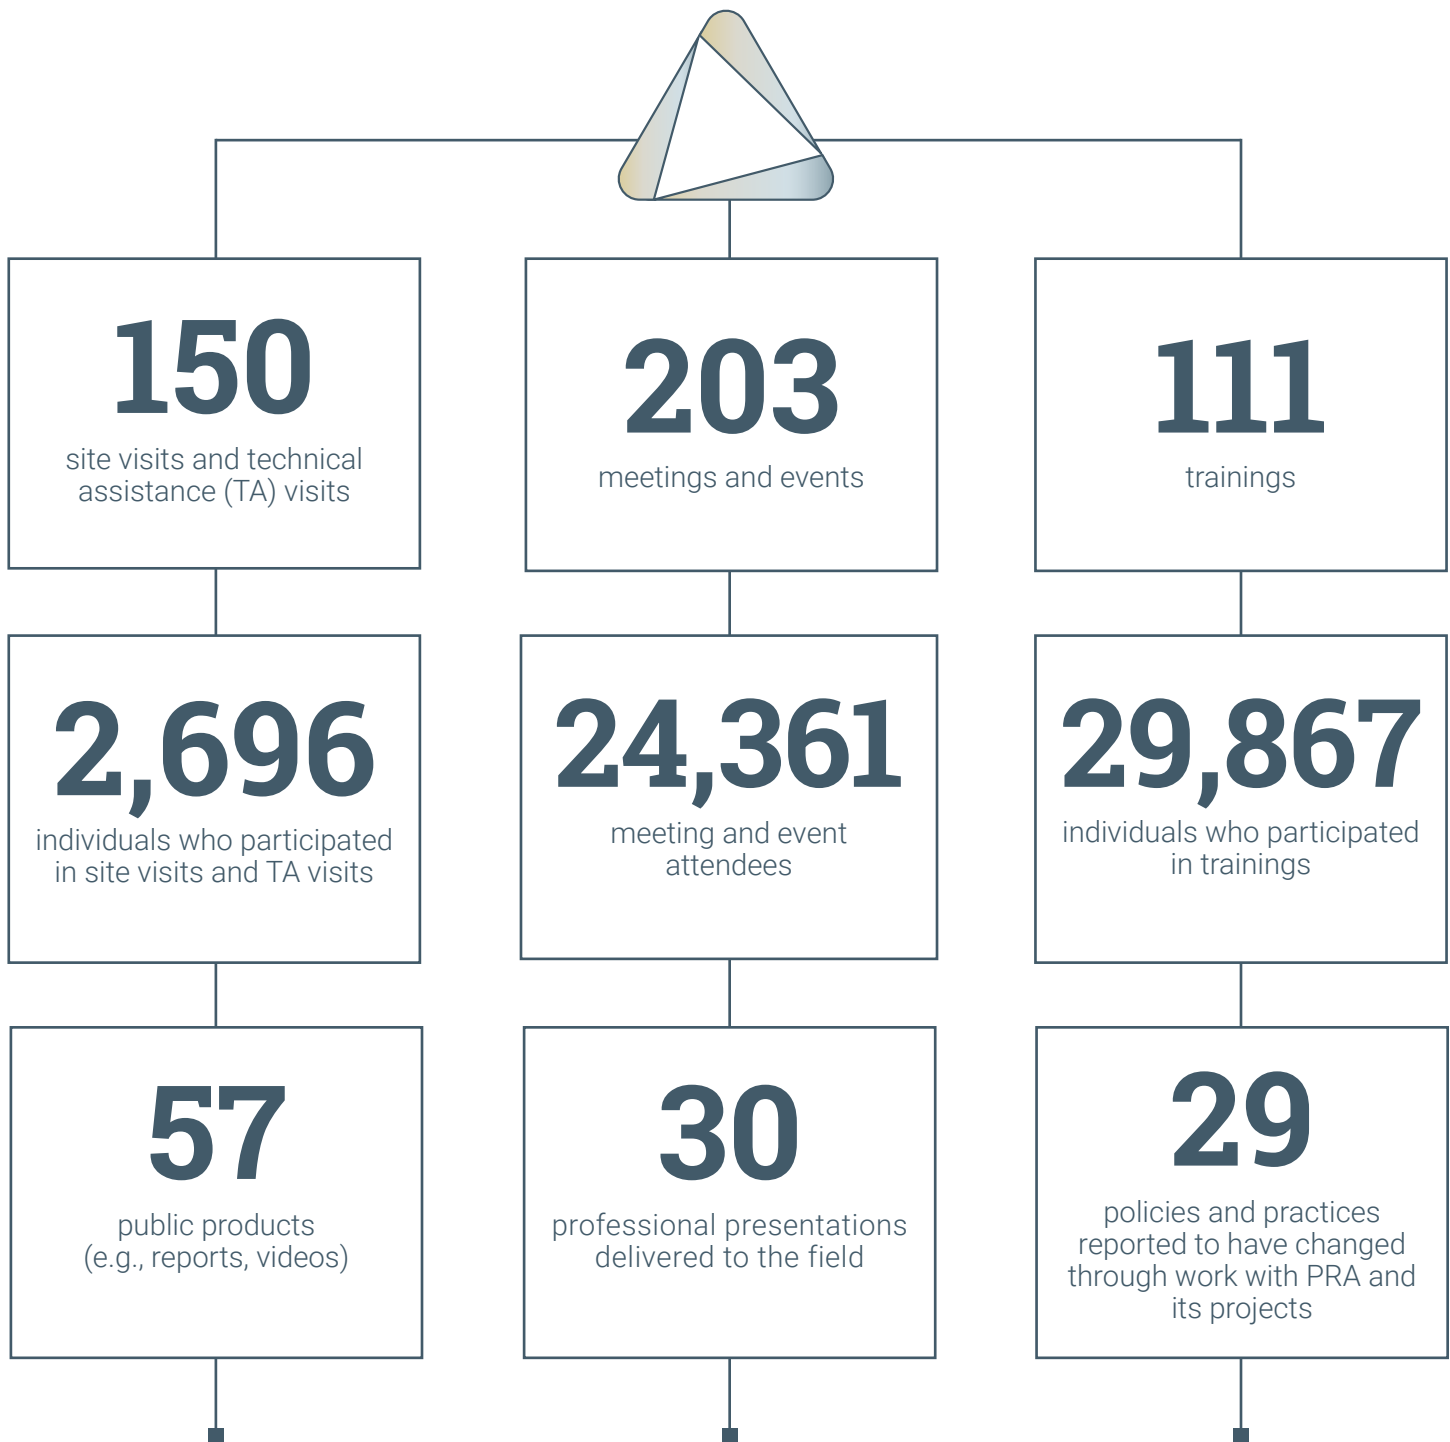 150
site visits and technical
assistance (TA) visits
203
meetings and events
111
trainings
2,696
individuals who participated
in site visits and TA visits
24,361
meeting and event
attendees
29,867
individuals who participated
in trainings
57
public products
(e.g., reports, videos)
30
professional presentations
delivered to the field
29
policies and practices
reported to have changed
through work with PRA and
its projects